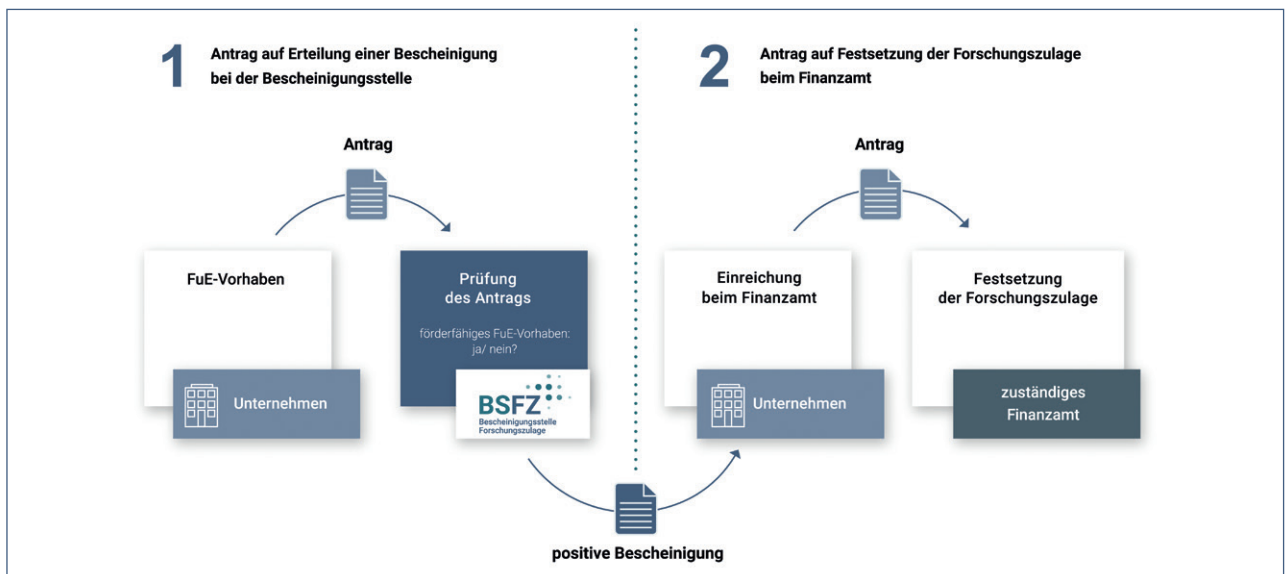 1
Antrag auf Erteilung einer Bescheinigung
bei der Bescheinigungsstelle
Antrag
FuE-Vorhaben
Unternehmen
Prüfung
des Antrags
förderfähiges FuE-Vorhaben:
ja/ nein?
BSFZ
Bescheinigungsstelle
Forschungszulage
positive Bescheinigung
2
Antrag auf Festsetzung der Forschungszulage
beim Finanzamt
Antrag
Einreichung
beim Finanzamt
Unternehmen
Festsetzung
der Forschungszulage
zuständiges
Finanzamt